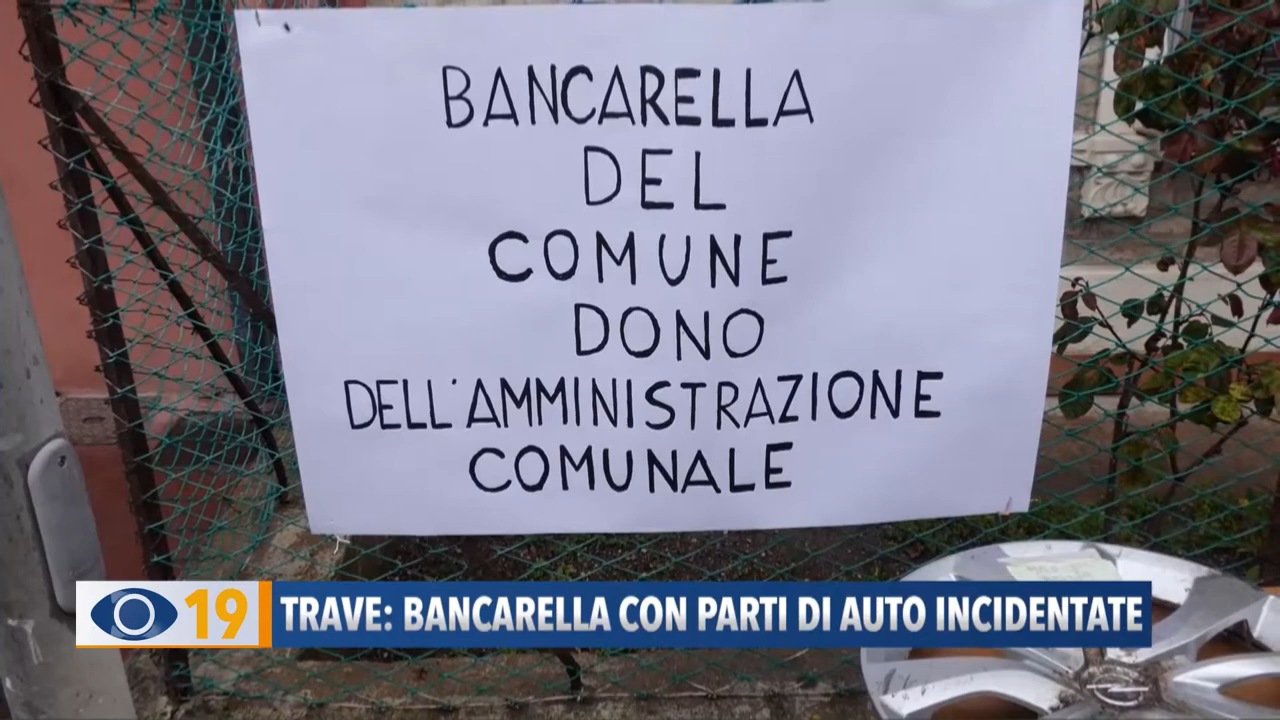 BANCARELLA
DEL
COMUNE
DONO
DELL'AMMINISTRAZIONE
COMUNALE
19 TRAVE: BANCARELLA CON PARTI DI AUTO INCIDENTATE